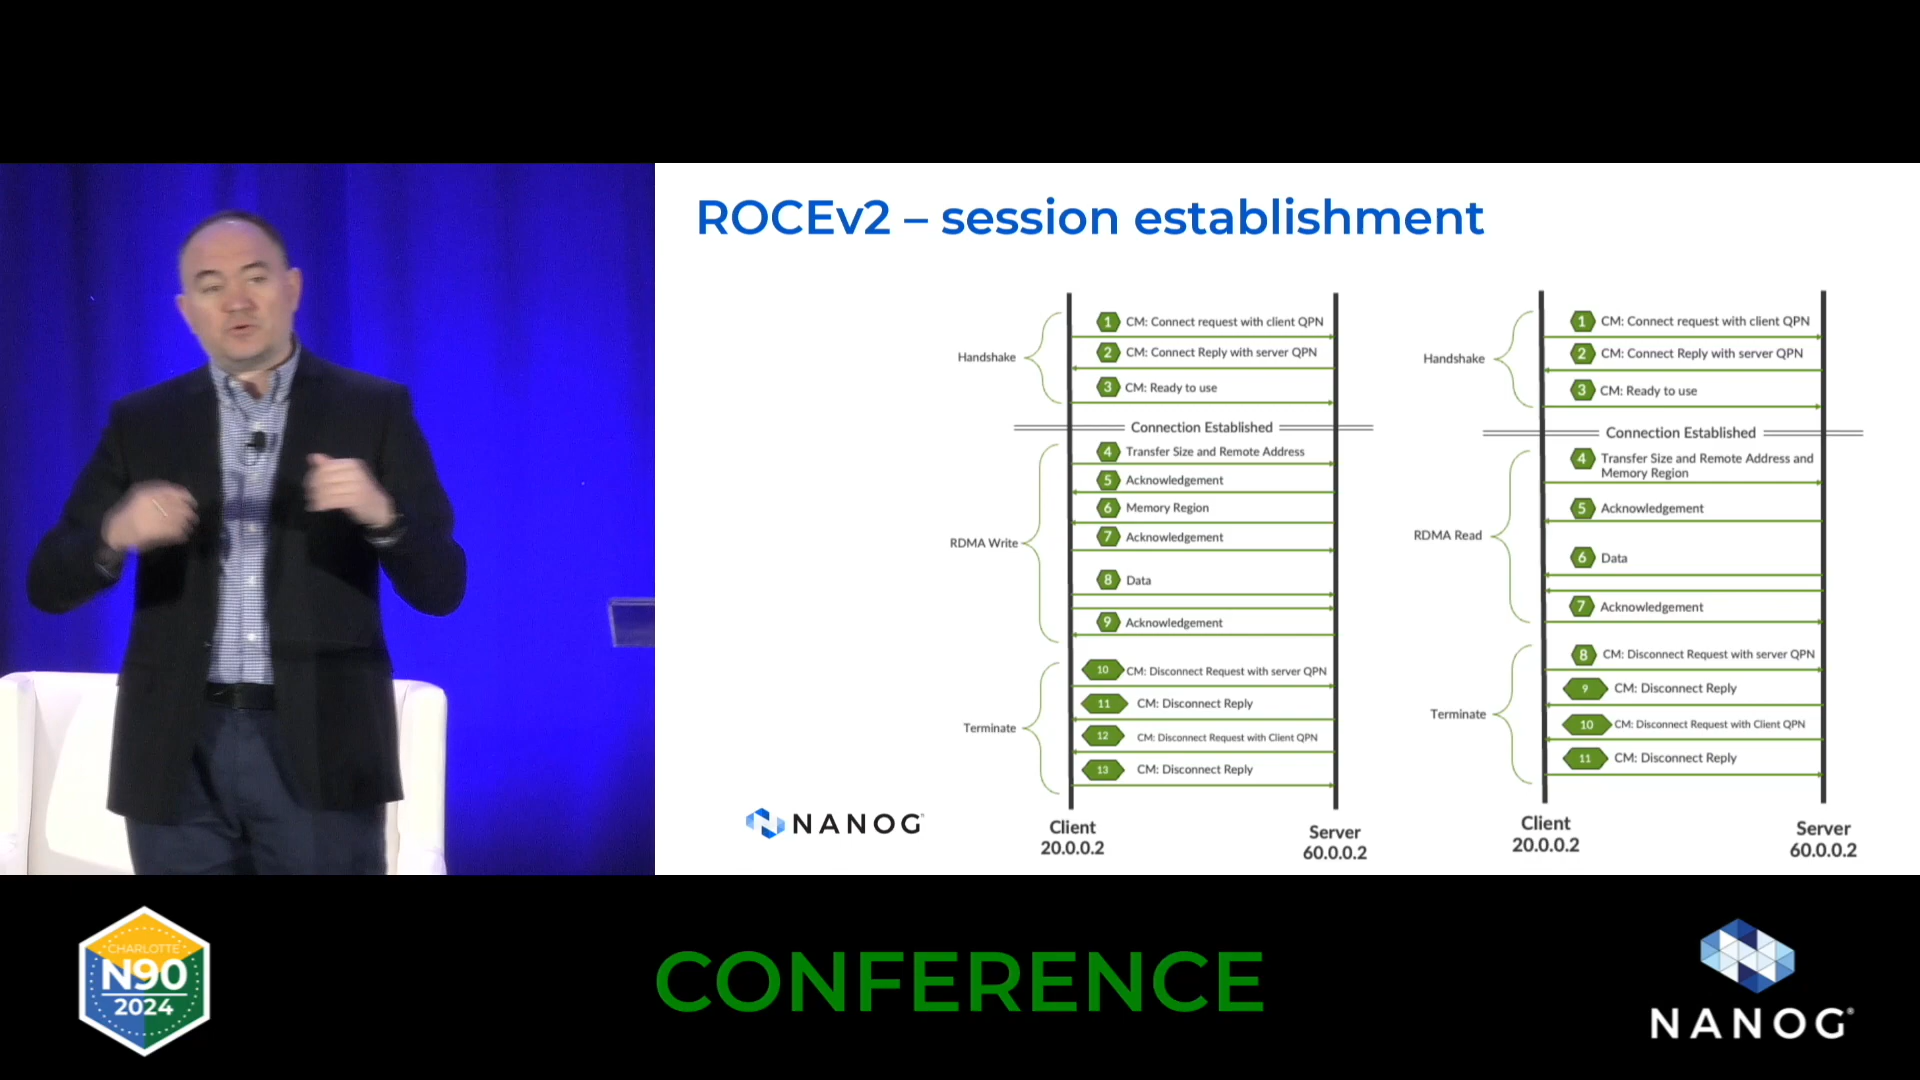 ROCEv2 – session establishment
Handshake
1 CM: Connect request with client QPN
2 CM: Connect Reply with server QPN
3 CM: Ready to use
Connection Established
RDMA Write
4 Transfer Size and Remote Address
5 Acknowledgement
6 Memory Region
7 Acknowledgement
8 Data
9 Acknowledgement
Terminate
10 CM: Disconnect Request with server QPN
11 CM: Disconnect Reply
12 CM: Disconnect Request with Client QPN
13 CM: Disconnect Reply
Client
20.0.0.2
Server
60.0.0.2
Handshake
1 CM: Connect request with client QPN
2 CM: Connect Reply with server QPN
3 CM: Ready to use
Connection Established
RDMA Read
4 Transfer Size and Remote Address and
Memory Region
5 Acknowledgement
6 Data
7 Acknowledgement
Terminate
8 CM: Disconnect Request with server QPN
9 CM: Disconnect Reply
10 CM: Disconnect Request with Client QPN
11 CM: Disconnect Reply
Client
20.0.0.2
Server
60.0.0.2
NANOG
CHARLOTTE
N90
2024
CONFERENCE
NANOG®